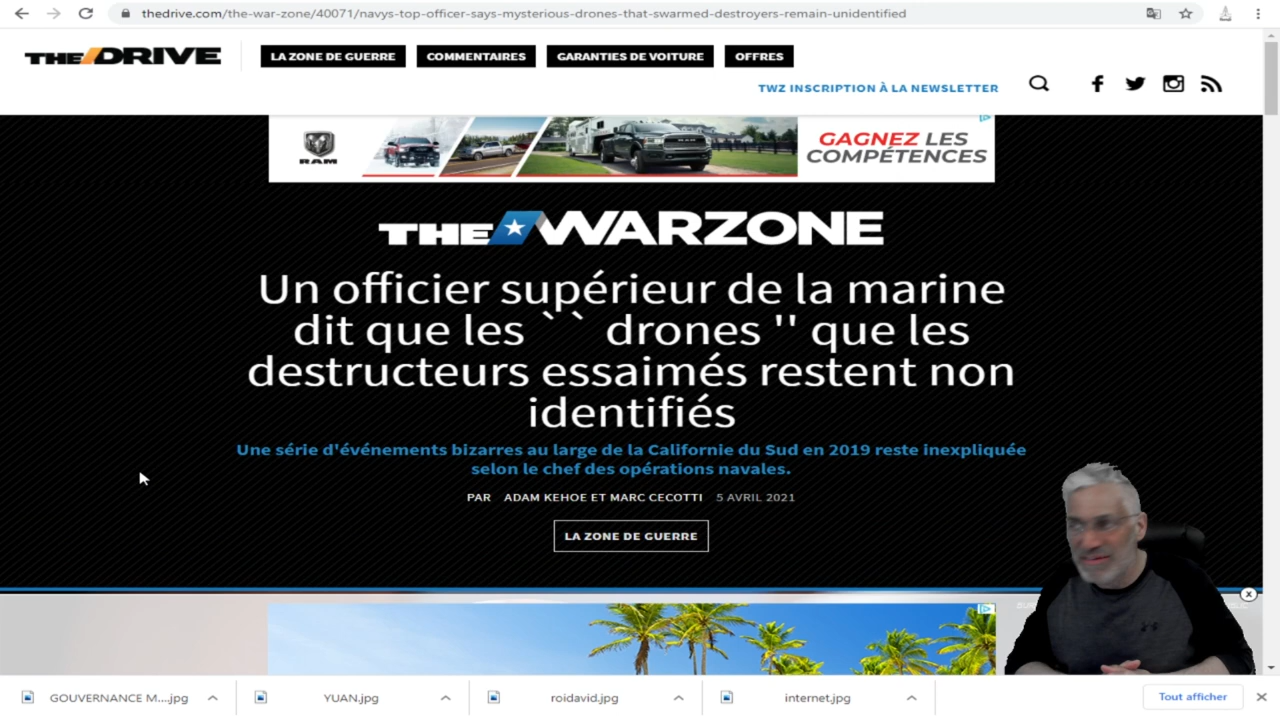 thedrive.com/the-war-zone/40071/navys-top-officer-says-mysterious-drones-that-swarmed-destroyers-remain-unidentified
THE DRIVE
LA ZONE DE GUERRE
COMMENTAIRES
GARANTIES DE VOITURE
OFFRES
TWZ INSCRIPTION À LA NEWSLETTER
RAM
GAGNEZ LES
COMPÉTENCES
THE WARZONE
Un officier supérieur de la marine
dit que les `` drones '' que les
destructeurs essaimés restent non
identifiés
Une série d'événements bizarres au large de la Californie du Sud en 2019 reste inexpliquée
selon le chef des opérations navales.
PAR ADAM KEHOE ET MARC CECOTTI 5 AVRIL 2021
LA ZONE DE GUERRE
GOUVERNANCE M....jpg
YUAN.jpg
roidavid.jpg
internet.jpg
Tout afficher